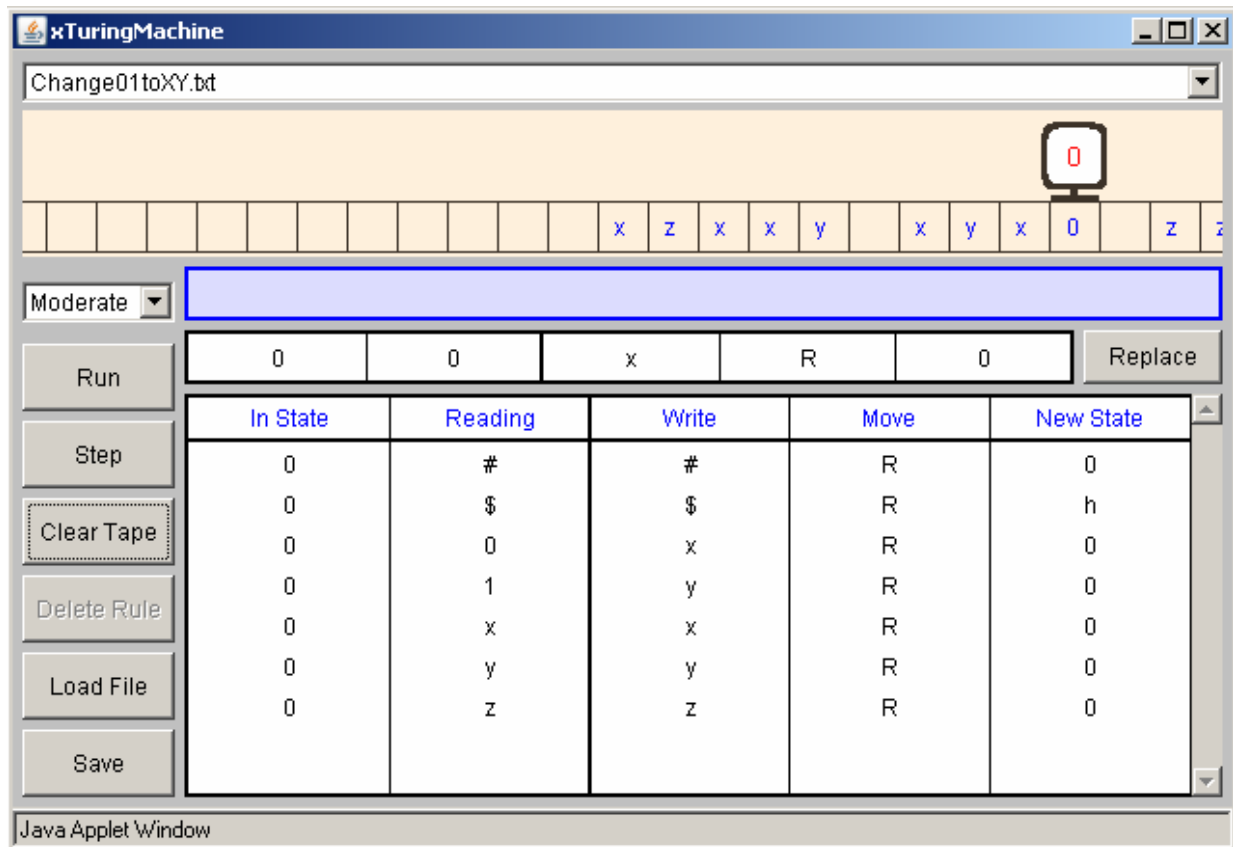 xTuringMachine
Change01toXY.txt
0
x z x x y x y x 0 z z
Moderate
0 0 x R 0 Replace
Run
In State Reading Write Move New State
Step
0 # # R 0
0 $ $ R h
Clear Tape
0 0 x R 0
0 1 y R 0
Delete Rule
0 x x R 0
0 y y R 0
Load File
0 z z R 0
Save
Java Applet Window